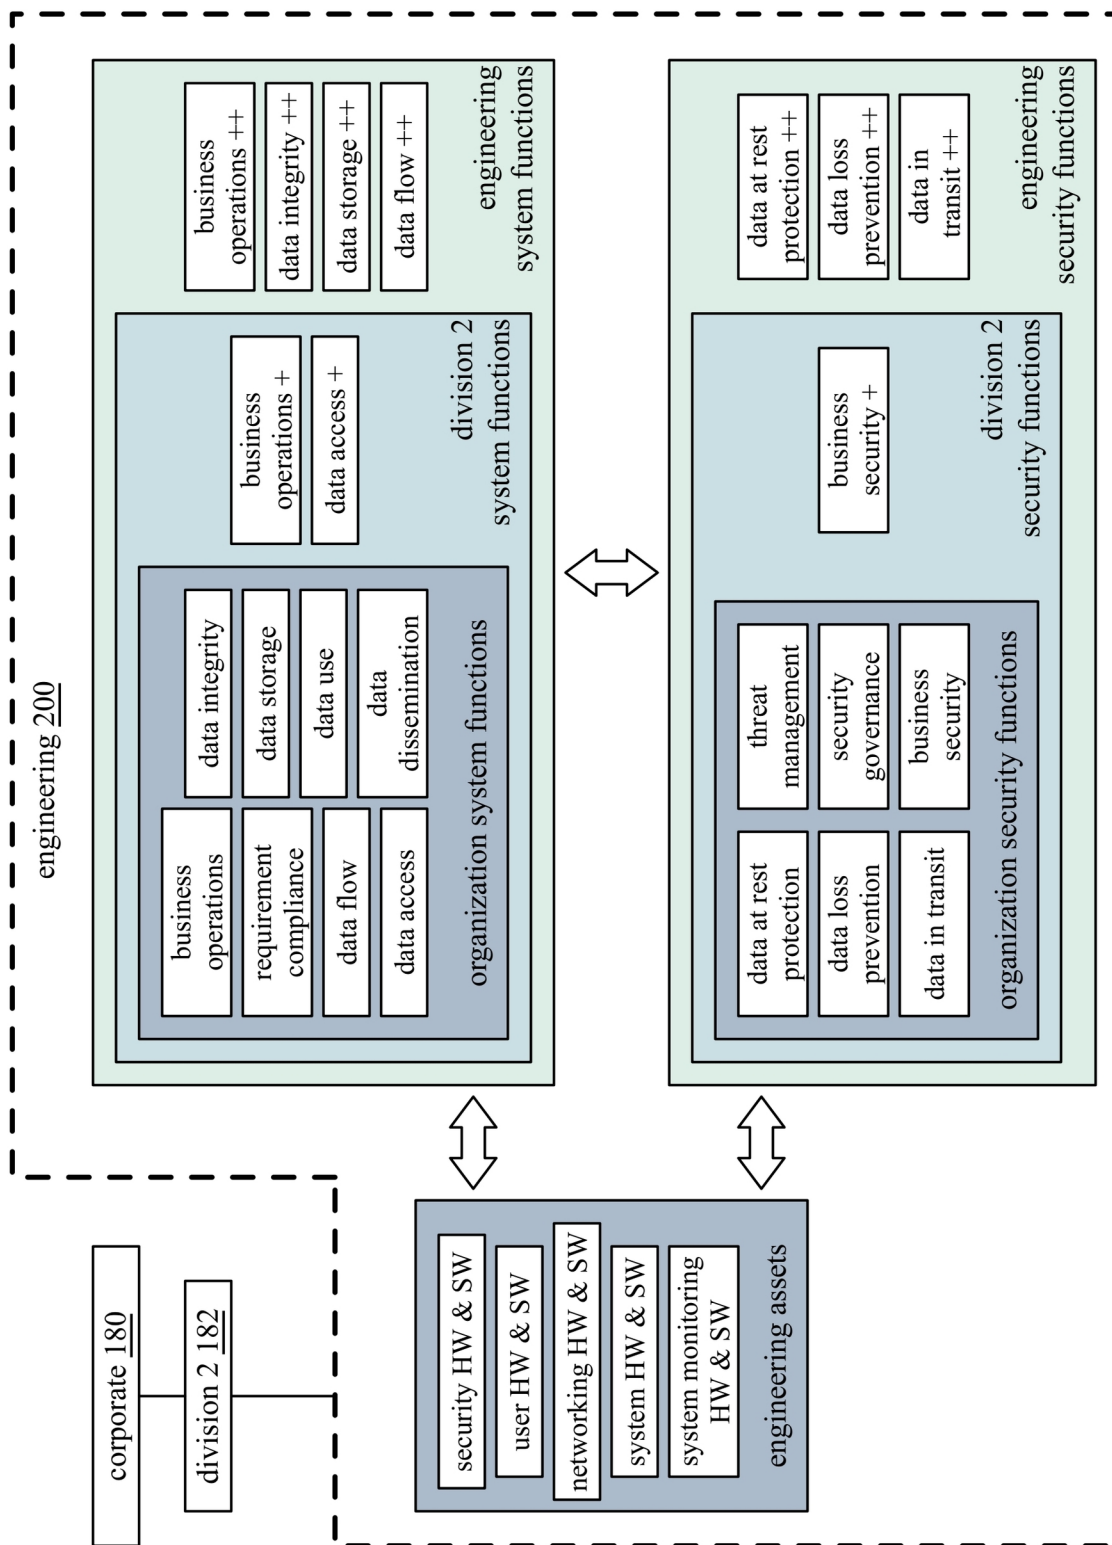 corporate 180
division 2 182
engineering 200
security HW & SW
user HW & SW
networking HW & SW
system HW & SW
system monitoring
HW & SW
engineering assets
business
operations
requirement
compliance
data flow
data access
data integrity
data storage
data use
data
dissemination
organization system functions
business
operations +
data access +
division 2
system functions
business
operations ++
data integrity ++
data storage ++
data flow ++
engineering
system functions
data at rest
protection
data loss
prevention
data in transit
threat
management
security
governance
business
security
organization security functions
business
security +
division 2
security functions
data at rest
protection ++
data loss
prevention ++
data in
transit ++
engineering
security functions